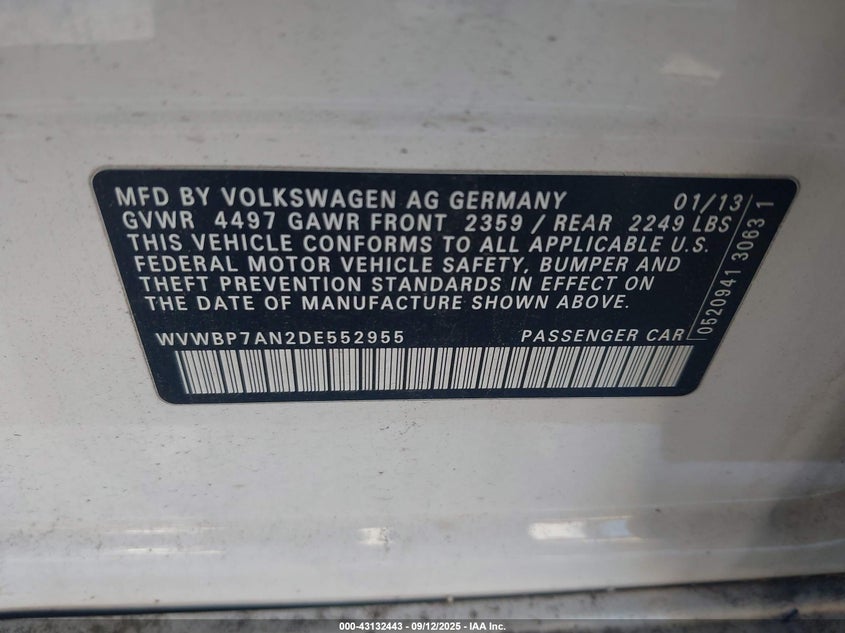 MFD BY VOLKSWAGEN AG GERMANY 01/13
GVWR 4497 GAWR FRONT 2359 / REAR 2249 LBS
THIS VEHICLE CONFORMS TO ALL APPLICABLE U.S.
FEDERAL MOTOR VEHICLE SAFETY, BUMPER AND
THEFT PREVENTION STANDARDS IN EFFECT ON
THE DATE OF MANUFACTURE SHOWN ABOVE.
WVWBP7AN2DE552955 PASSENGER CAR
0520941 3063 1
000-43132443 - 09/12/2025 - IAA Inc.